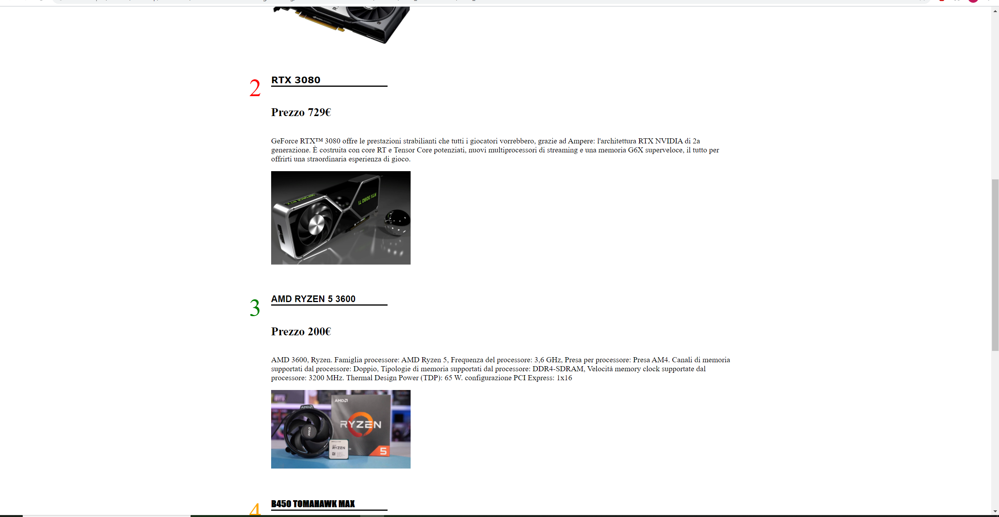 2
RTX 3080
Prezzo 729€
GeForce RTX™ 3080 offre le prestazioni strabilianti che tutti i giocatori vorrebbero, grazie ad Ampere: l'architettura RTX NVIDIA di 2a
generazione. È costruita con core RT e Tensor Core potenziati, nuovi multiprocessori di streaming e una memoria G6X superveloce, il tutto per
offrirti una straordinaria esperienza di gioco.
GEFORCE RTX
RTX 3080 Ti
3
AMD RYZEN 5 3600
Prezzo 200€
AMD 3600, Ryzen. Famiglia processore: AMD Ryzen 5, Frequenza del processore: 3,6 GHz, Presa per processore: Presa AM4. Canali di memoria
supportati dal processore: Doppio, Tipologie di memoria supportati dal processore: DDR4-SDRAM, Velocità memory clock supportate dal
processore: 3200 MHz. Thermal Design Power (TDP): 65 W. configurazione PCI Express: 1x16
AMD
AMD
RYZEN
AMD
RYZEN
5
4
B450 TOMAHAWK MAX